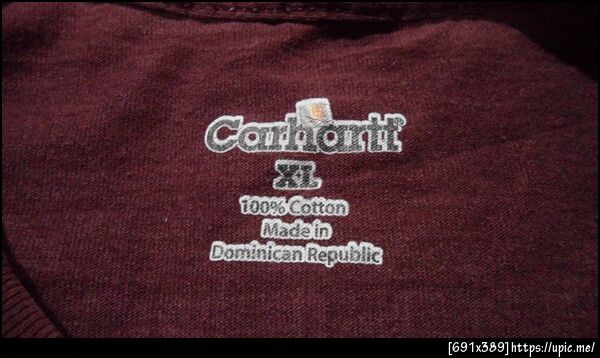 Carhartt®
XL
100% Cotton
Made in
Dominican Republic
[691x389]https://upic.me/